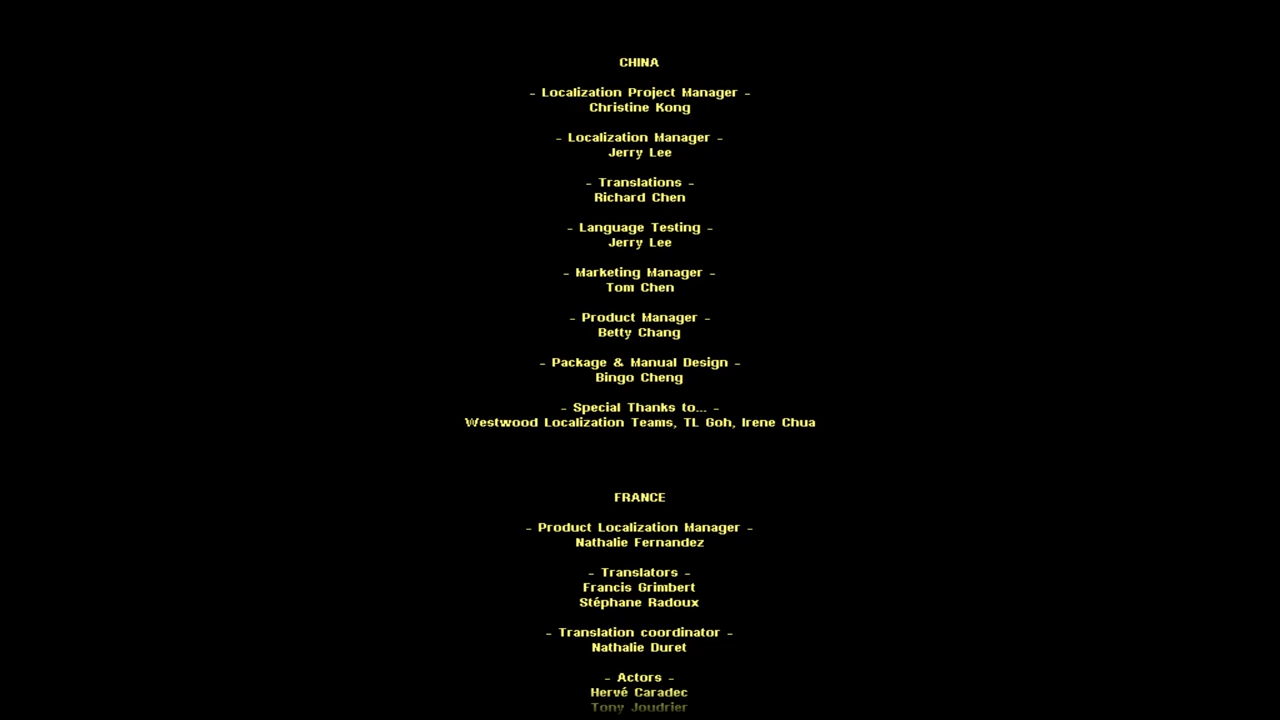 CHINA
- Localization Project Manager -
Christine Kong
- Localization Manager -
Jerry Lee
- Translations -
Richard Chen
- Language Testing -
Jerry Lee
- Marketing Manager -
Tom Chen
- Product Manager -
Betty Chang
- Package & Manual Design -
Bingo Cheng
- Special Thanks to... -
Westwood Localization Teams, TL Goh, Irene Chua
FRANCE
- Product Localization Manager -
Nathalie Fernandez
- Translators -
Francis Grimbert
Stéphane Radoux
- Translation coordinator -
Nathalie Duret
- Actors -
Hervé Caradec
Tony Joudrier